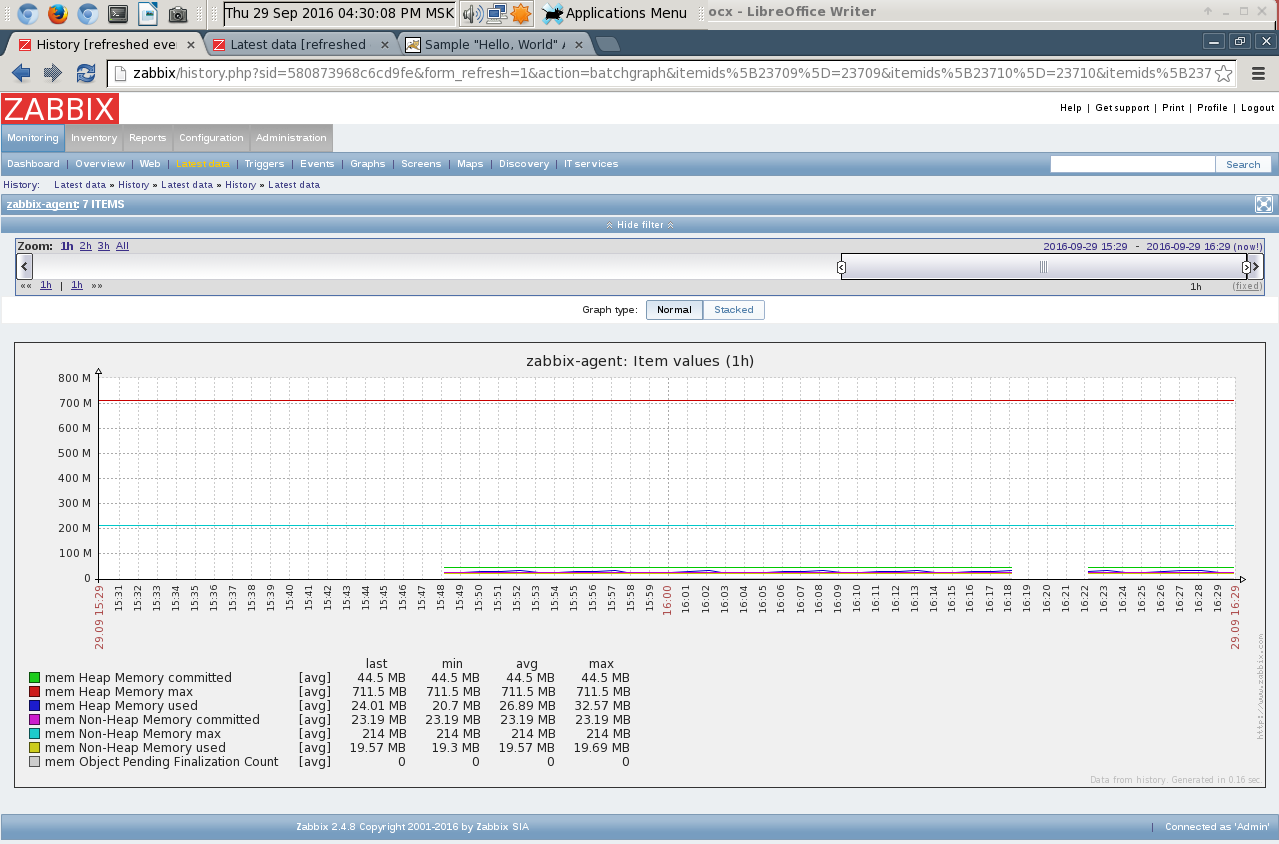 Thu 29 Sep 2016 04:30:08 PM MSK Applications Menu ocx - LibreOffice Writer
History [refreshed eve Latest data [refreshed Sample "Hello, World" A
zabbix/history.php?sid=580873968c6cd9fe&form_refresh=1&action=batchgraph&itemids%5B23709%5D=23709&itemids%5B23710%5D=23710&itemids%5B237
ZABBIX
Help | Get support | Print | Profile | Logout
Monitoring Inventory Reports Configuration Administration
Dashboard | Overview | Web | Latest data | Triggers | Events | Graphs | Screens | Maps | Discovery | IT services Search
History: Latest data » History » Latest data » History » Latest data
zabbix-agent: 7 ITEMS
Hide filter
Zoom: 1h 2h 3h All 2016-09-29 15:29 - 2016-09-29 16:29 (now!)
«« 1h | 1h »» 1h (fixed)
Graph type: Normal Stacked
zabbix-agent: Item values (1h)
800 M
700 M
600 M
500 M
400 M
300 M
200 M
100 M
0
29.09 15:29 15:31 15:32 15:33 15:34 15:35 15:36 15:37 15:38 15:39 15:40 15:41 15:42 15:43 15:44 15:45 15:46 15:47 15:48 15:49 15:50 15:51 15:52 15:53 15:54 15:55 15:56 15:57 15:58 15:59 16:00 16:01 16:02 16:03 16:04 16:05 16:06 16:07 16:08 16:09 16:10 16:11 16:12 16:13 16:14 16:15 16:16 16:17 16:18 16:19 16:20 16:21 16:22 16:23 16:24 16:25 16:26 16:27 16:28 16:29 29.09 16:29
last min avg max
mem Heap Memory committed [avg] 44.5 MB 44.5 MB 44.5 MB 44.5 MB
mem Heap Memory max [avg] 711.5 MB 711.5 MB 711.5 MB 711.5 MB
mem Heap Memory used [avg] 24.01 MB 20.7 MB 26.89 MB 32.57 MB
mem Non-Heap Memory committed [avg] 23.19 MB 23.19 MB 23.19 MB 23.19 MB
mem Non-Heap Memory max [avg] 214 MB 214 MB 214 MB 214 MB
mem Non-Heap Memory used [avg] 19.57 MB 19.3 MB 19.57 MB 19.69 MB
mem Object Pending Finalization Count [avg] 0 0 0 0
http://www.zabbix.com
Data from history. Generated in 0.16 sec.
Zabbix 2.4.8 Copyright 2001-2016 by Zabbix SIA | Connected as 'Admin'